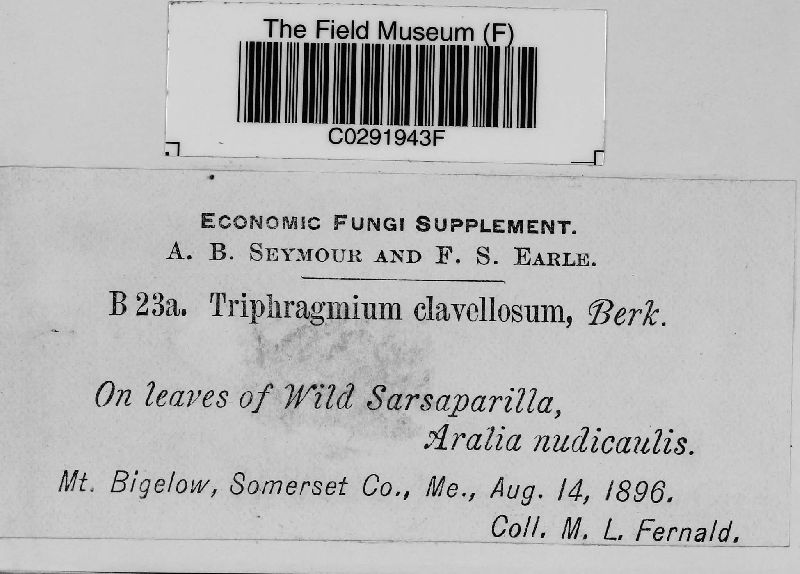 The Field Museum (F)
C0291943F
ECONOMIC FUNGI SUPPLEMENT.
A. B. SEYMOUR AND F. S. EARLE.
B 23a. Triphragmium clavellosum, Berk.
On leaves of Wild Sarsaparilla,
Aralia nudicaulis.
Mt. Bigelow, Somerset Co., Me., Aug. 14, 1896.
Coll. M. L. Fernald.